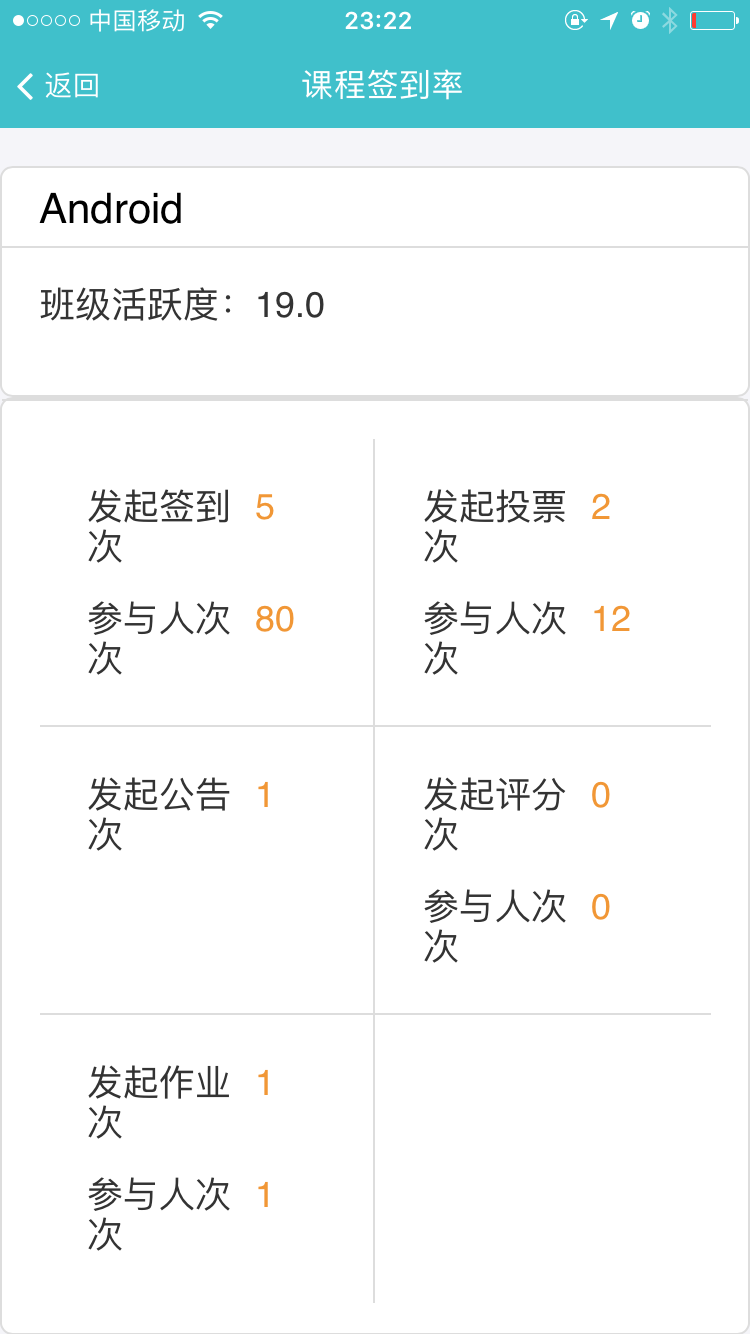 中国移动 23:22
返回 课程签到率
Android
班级活跃度：19.0
发起签到 5
次
参与人次 80
次
发起投票 2
次
参与人次 12
次
发起公告 1
次
发起评分 0
次
参与人次 0
次
发起作业 1
次
参与人次 1
次